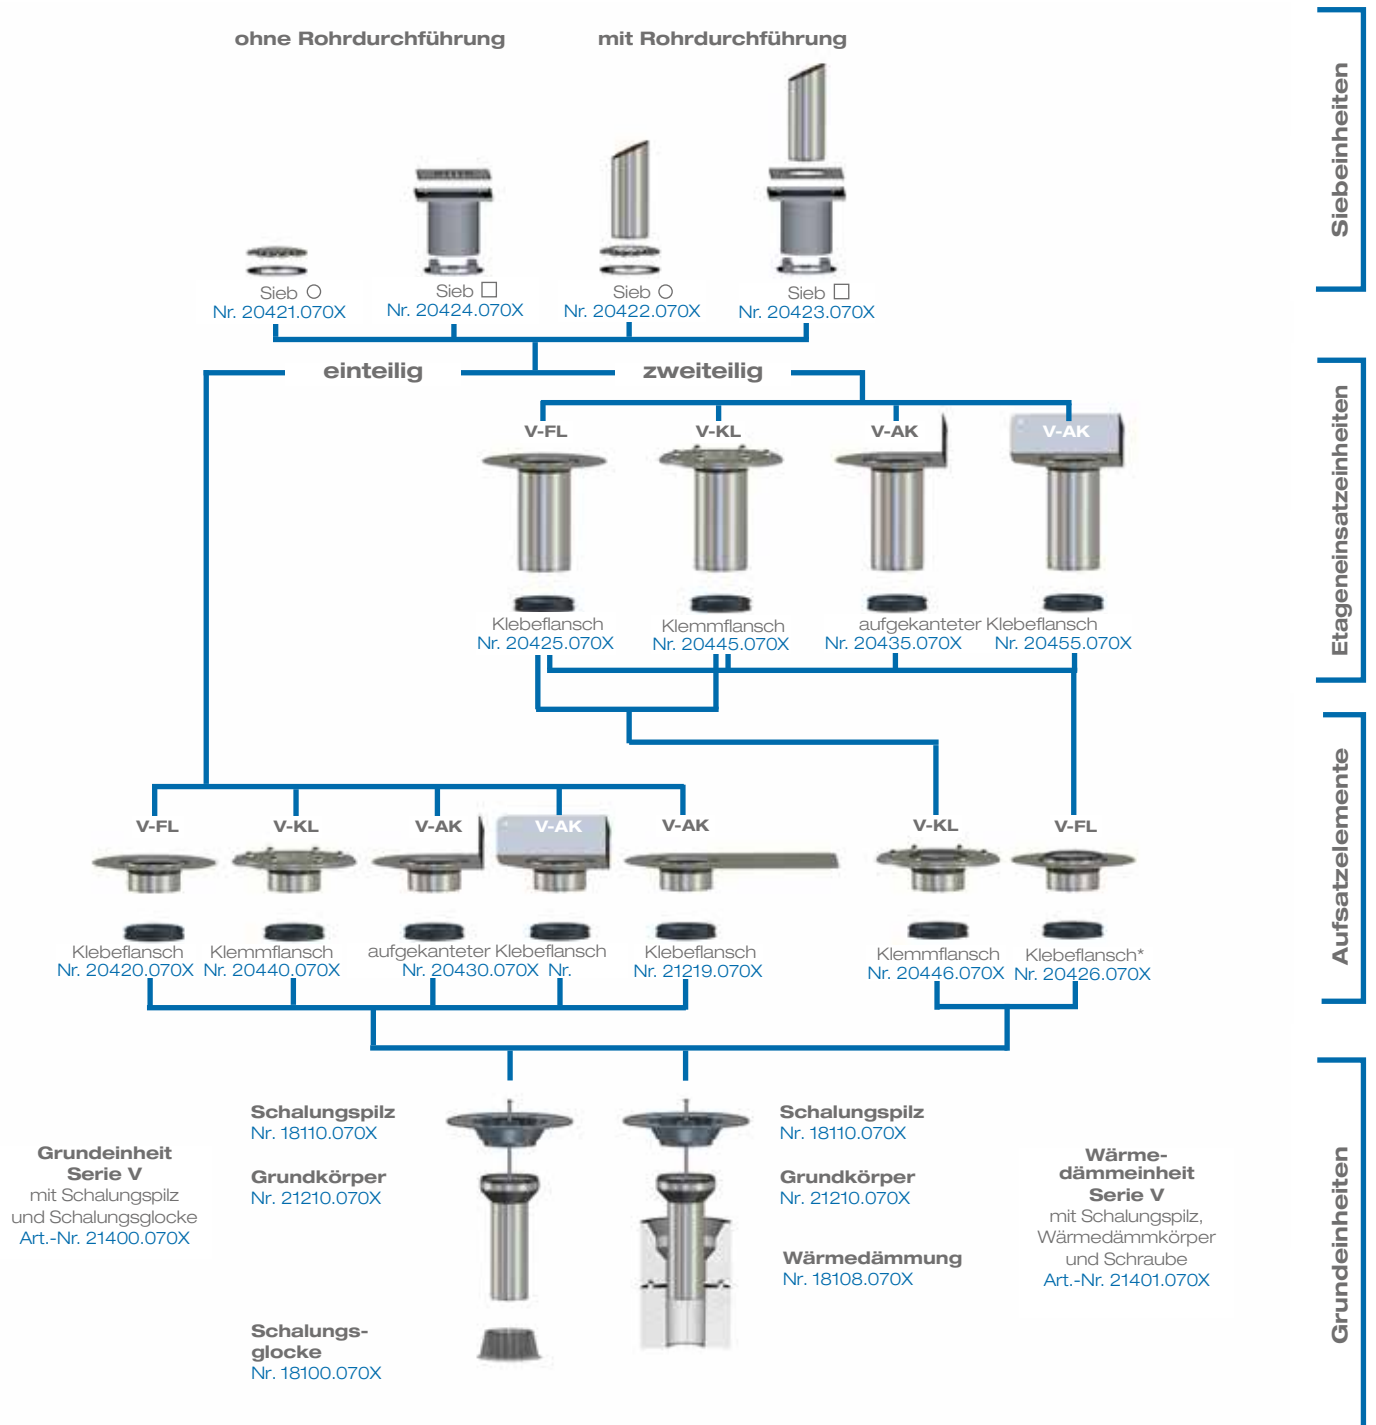 ohne Rohrdurchführung
mit Rohrdurchführung
Siebeinheiten
Sieb
Nr. 20421.070X
Sieb
Nr. 20424.070X
Sieb
Nr. 20422.070X
Sieb
Nr. 20423.070X
einteilig
zweiteilig
Etageneinsatzeinheiten
V-FL
V-KL
V-AK
V-AK
Klebeflansch
Nr. 20425.070X
Klemmflansch
Nr. 20445.070X
aufgekanteter Klebeflansch
Nr. 20435.070X
Nr. 20455.070X
Aufsatzelemente
V-FL
V-KL
V-AK
V-AK
V-AK
V-KL
V-FL
Klebeflansch
Nr. 20420.070X
Klemmflansch
Nr. 20440.070X
aufgekanteter Klebeflansch
Nr. 20430.070X Nr.
Klebeflansch
Nr. 21219.070X
Klemmflansch
Nr. 20446.070X
Klebeflansch*
Nr. 20426.070X
Grundeinheiten
Grundeinheit
Serie V
mit Schalungspilz
und Schalungsglocke
Art.-Nr. 21400.070X
Schalungspilz
Nr. 18110.070X
Grundkörper
Nr. 21210.070X
Schalungs-
glocke
Nr. 18100.070X
Schalungspilz
Nr. 18110.070X
Grundkörper
Nr. 21210.070X
Wärmedämmung
Nr. 18108.070X
Wärme-
dämmeinheit
Serie V
mit Schalungspilz,
Wärmedämmkörper
und Schraube
Art.-Nr. 21401.070X